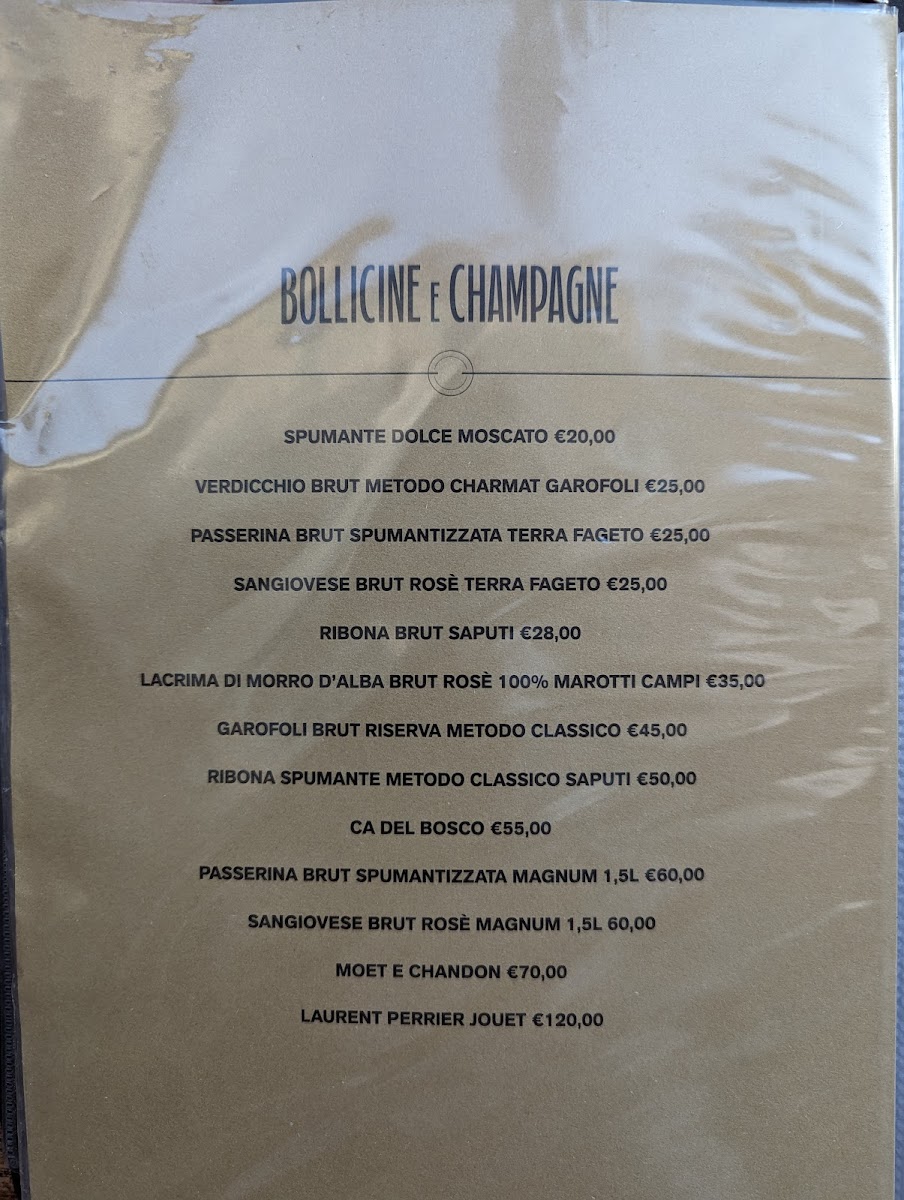 BOLLICINE E CHAMPAGNE
SPUMANTE DOLCE MOSCATO €20,00
VERDICCHIO BRUT METODO CHARMAT GAROFOLI €25,00
PASSERINA BRUT SPUMANTIZZATA TERRA FAGETO €25,00
SANGIOVESE BRUT ROSÈ TERRA FAGETO €25,00
RIBONA BRUT SAPUTI €28,00
LACRIMA DI MORRO D'ALBA BRUT ROSÈ 100% MAROTTI CAMPI €35,00
GAROFOLI BRUT RISERVA METODO CLASSICO €45,00
RIBONA SPUMANTE METODO CLASSICO SAPUTI €50,00
CA DEL BOSCO €55,00
PASSERINA BRUT SPUMANTIZZATA MAGNUM 1,5L €60,00
SANGIOVESE BRUT ROSÈ MAGNUM 1,5L 60,00
MOET E CHANDON €70,00
LAURENT PERRIER JOUET €120,00